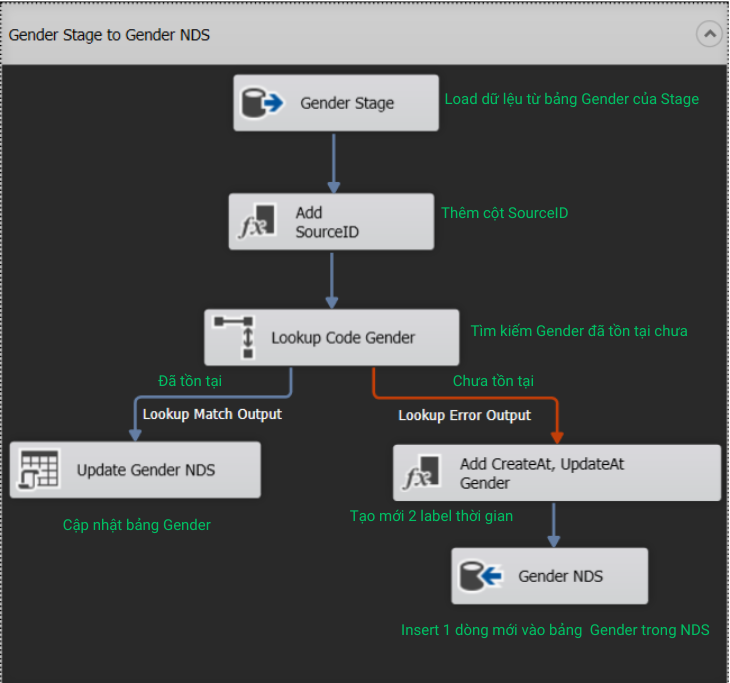 Gender Stage to Gender NDS
Gender Stage
Load dữ lệu từ bảng Gender của Stage
Add
SourceID
Thêm cột SourceID
Lookup Code Gender
Tìm kiếm Gender đã tồn tại chưa
Đã tồn tại
Chưa tồn tại
Lookup Match Output
Lookup Error Output
Update Gender NDS
Add CreateAt, UpdateAt
Gender
Cập nhật bảng Gender
Tạo mới 2 label thời gian
Gender NDS
Insert 1 dòng mới vào bảng Gender trong NDS